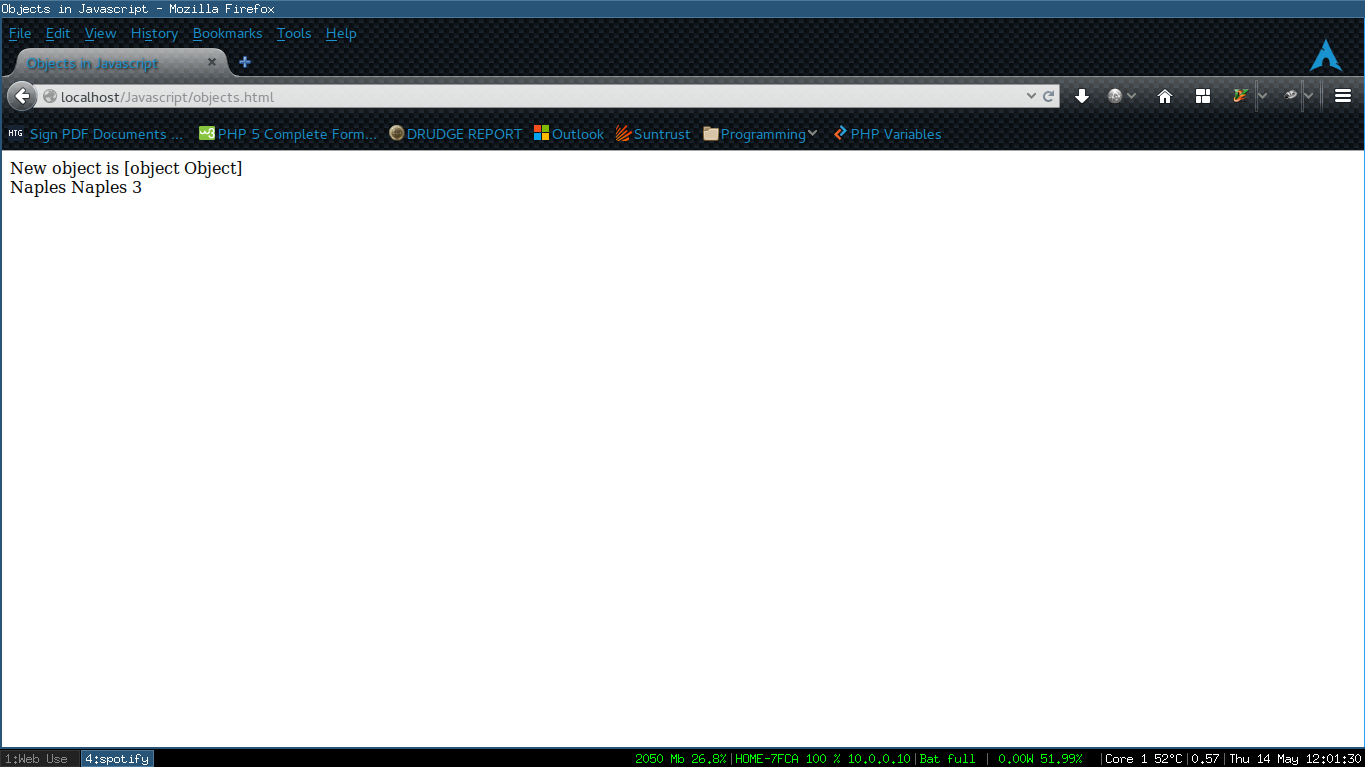 Objects in Javascript - Mozilla Firefox
File Edit View History Bookmarks Tools Help
Objects in Javascript
localhost/Javascript/objects.html
HTG Sign PDF Documents ... PHP 5 Complete Form... DRUDGE REPORT Outlook Suntrust Programming PHP Variables
New object is [object Object]
Naples Naples 3
1:Web Use 4:spotify 2050 Mb 26.8%|HOME-7FCA 100 % 10.0.0.10|Bat full | 0.00W 51.99% |Core 1 52°C|0.57|Thu 14 May 12:01:30